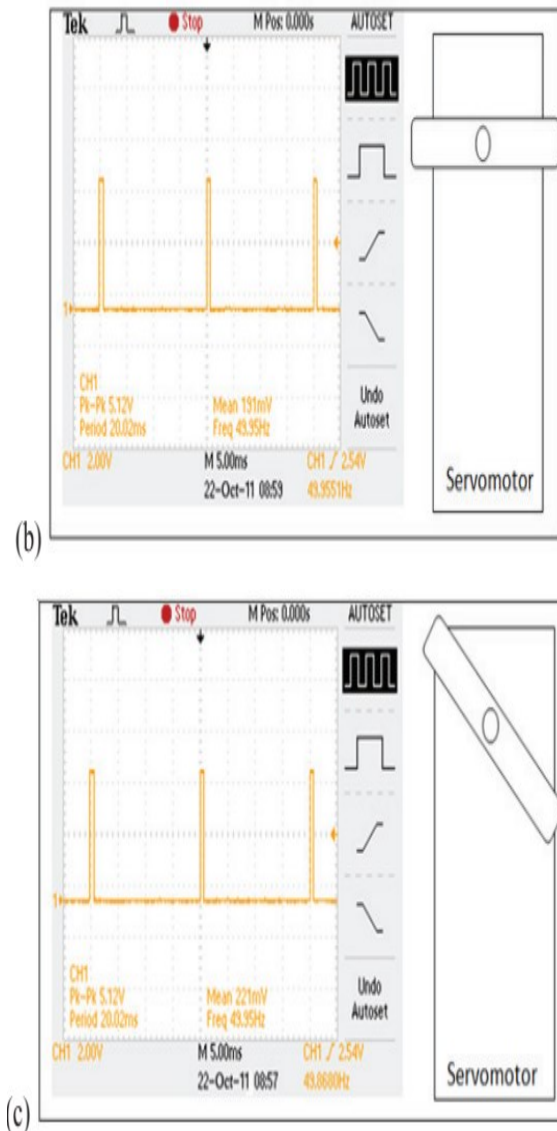 Tek Stop M Pos: 0.000s AUTOSET
1
CH1
Pk-Pk 5.12V Mean 191mV
Period 20.02ms Freq 49.95Hz
Undo
Autoset
CH1 2.00V M 5.00ms CH1 / 2.54V
22-Oct-11 08:59 49.9551Hz
Servomotor
(b)
Tek Stop M Pos: 0.000s AUTOSET
1
CH1
Pk-Pk 5.12V Mean 221mV
Period 20.02ms Freq 49.95Hz
Undo
Autoset
CH1 2.00V M 5.00ms CH1 / 2.54V
22-Oct-11 08:57 49.8680Hz
Servomotor
(c)